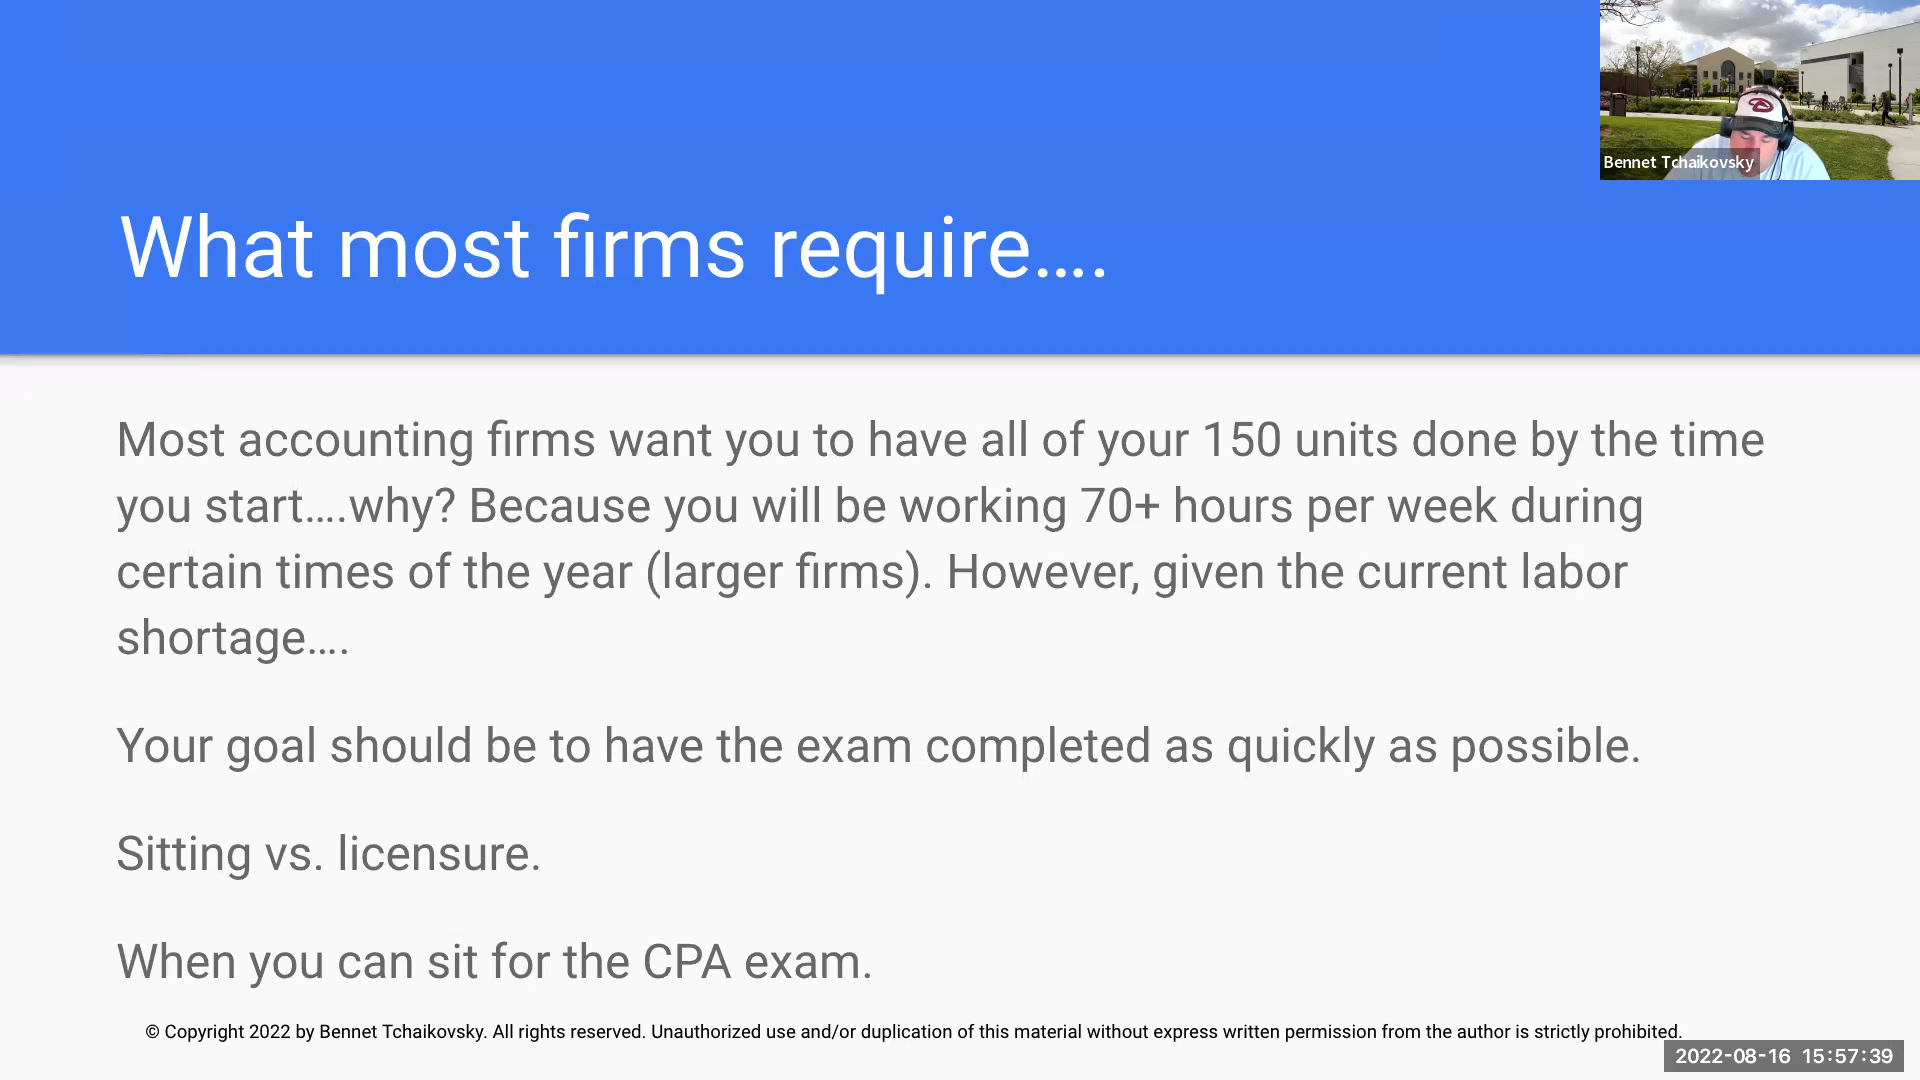 Bennet Tchaikovsky
What most firms require....
Most accounting firms want you to have all of your 150 units done by the time
you start....why? Because you will be working 70+ hours per week during
certain times of the year (larger firms). However, given the current labor
shortage....
Your goal should be to have the exam completed as quickly as possible.
Sitting vs. licensure.
When you can sit for the CPA exam.
© Copyright 2022 by Bennet Tchaikovsky. All rights reserved. Unauthorized use and/or duplication of this material without express written permission from the author is strictly prohibited.
2022-08-16 15:57:39